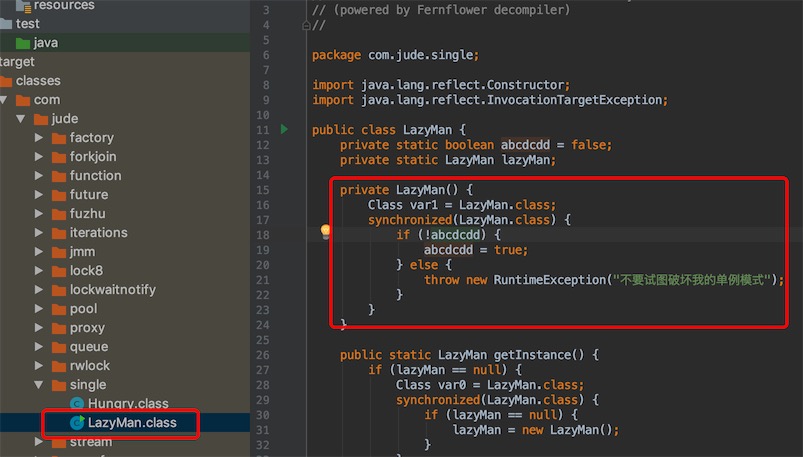 resources
test
java
target
classes
com
jude
factory
forkjoin
function
future
fuzhu
iterations
jmm
lock8
lockwaitnotify
pool
proxy
queue
rwlock
single
Hungry.class
LazyMan.class
stream
3 // (powered by Fernflower decompiler)
4 //
5
6 package com.jude.single;
7
8 import java.lang.reflect.Constructor;
9 import java.lang.reflect.InvocationTargetException;
10
11 public class LazyMan {
12 private static boolean abcdcdd = false;
13 private static LazyMan lazyMan;
14
15 private LazyMan() {
16 Class var1 = LazyMan.class;
17 synchronized(LazyMan.class) {
18 if (!abcdcdd) {
19 abcdcdd = true;
20 } else {
21 throw new RuntimeException("不要试图破坏我的单例模式");
22 }
23 }
24 }
25
26 public static LazyMan getInstance() {
27 if (lazyMan == null) {
28 Class var0 = LazyMan.class;
29 synchronized(LazyMan.class) {
30 if (lazyMan == null) {
31 lazyMan = new LazyMan();
32 }